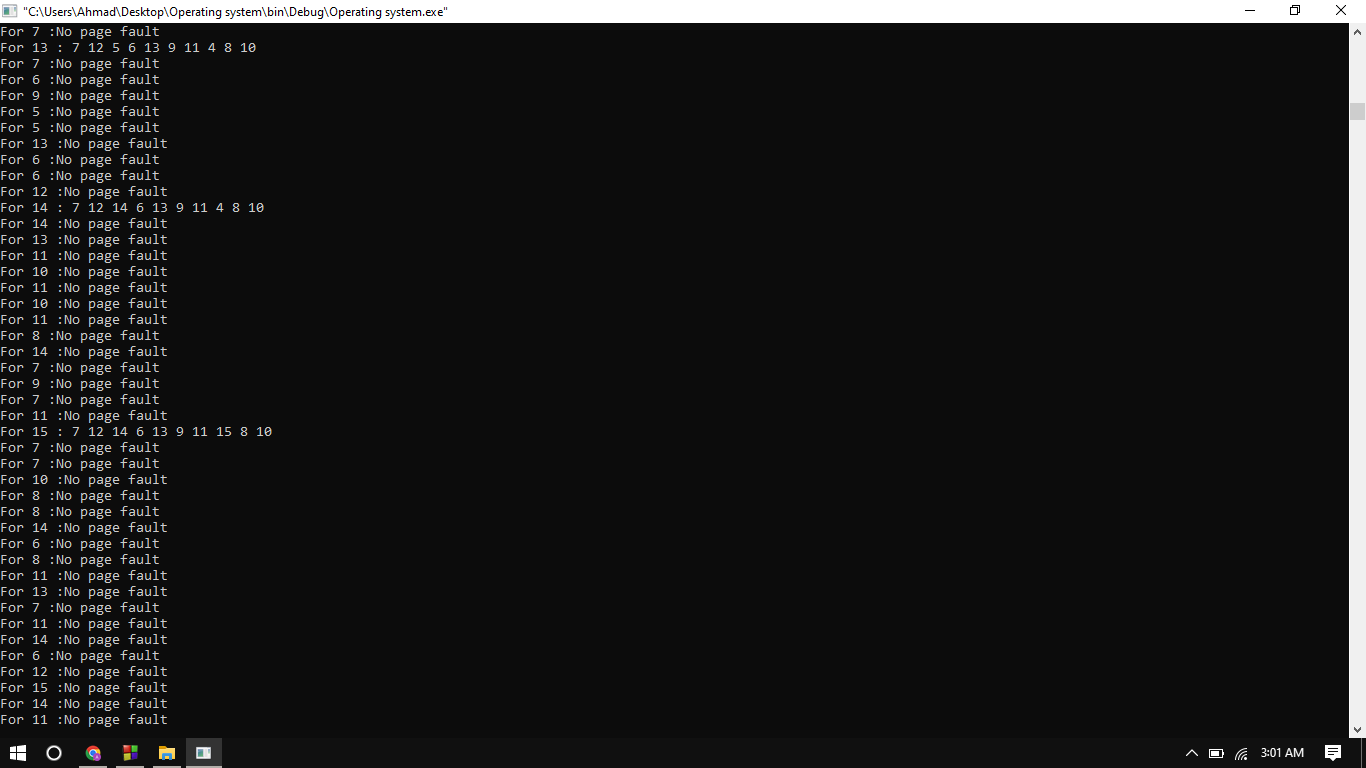 "C:\Users\Ahmad\Desktop\Operating system\bin\Debug\Operating system.exe"
For 7 :No page fault
For 13 : 7 12 5 6 13 9 11 4 8 10
For 7 :No page fault
For 6 :No page fault
For 9 :No page fault
For 5 :No page fault
For 5 :No page fault
For 13 :No page fault
For 6 :No page fault
For 6 :No page fault
For 12 :No page fault
For 14 : 7 12 14 6 13 9 11 4 8 10
For 14 :No page fault
For 13 :No page fault
For 11 :No page fault
For 10 :No page fault
For 11 :No page fault
For 10 :No page fault
For 11 :No page fault
For 8 :No page fault
For 14 :No page fault
For 7 :No page fault
For 9 :No page fault
For 7 :No page fault
For 11 :No page fault
For 15 : 7 12 14 6 13 9 11 15 8 10
For 7 :No page fault
For 7 :No page fault
For 10 :No page fault
For 8 :No page fault
For 8 :No page fault
For 14 :No page fault
For 6 :No page fault
For 8 :No page fault
For 11 :No page fault
For 13 :No page fault
For 7 :No page fault
For 11 :No page fault
For 14 :No page fault
For 6 :No page fault
For 12 :No page fault
For 15 :No page fault
For 14 :No page fault
For 11 :No page fault
3:01 AM